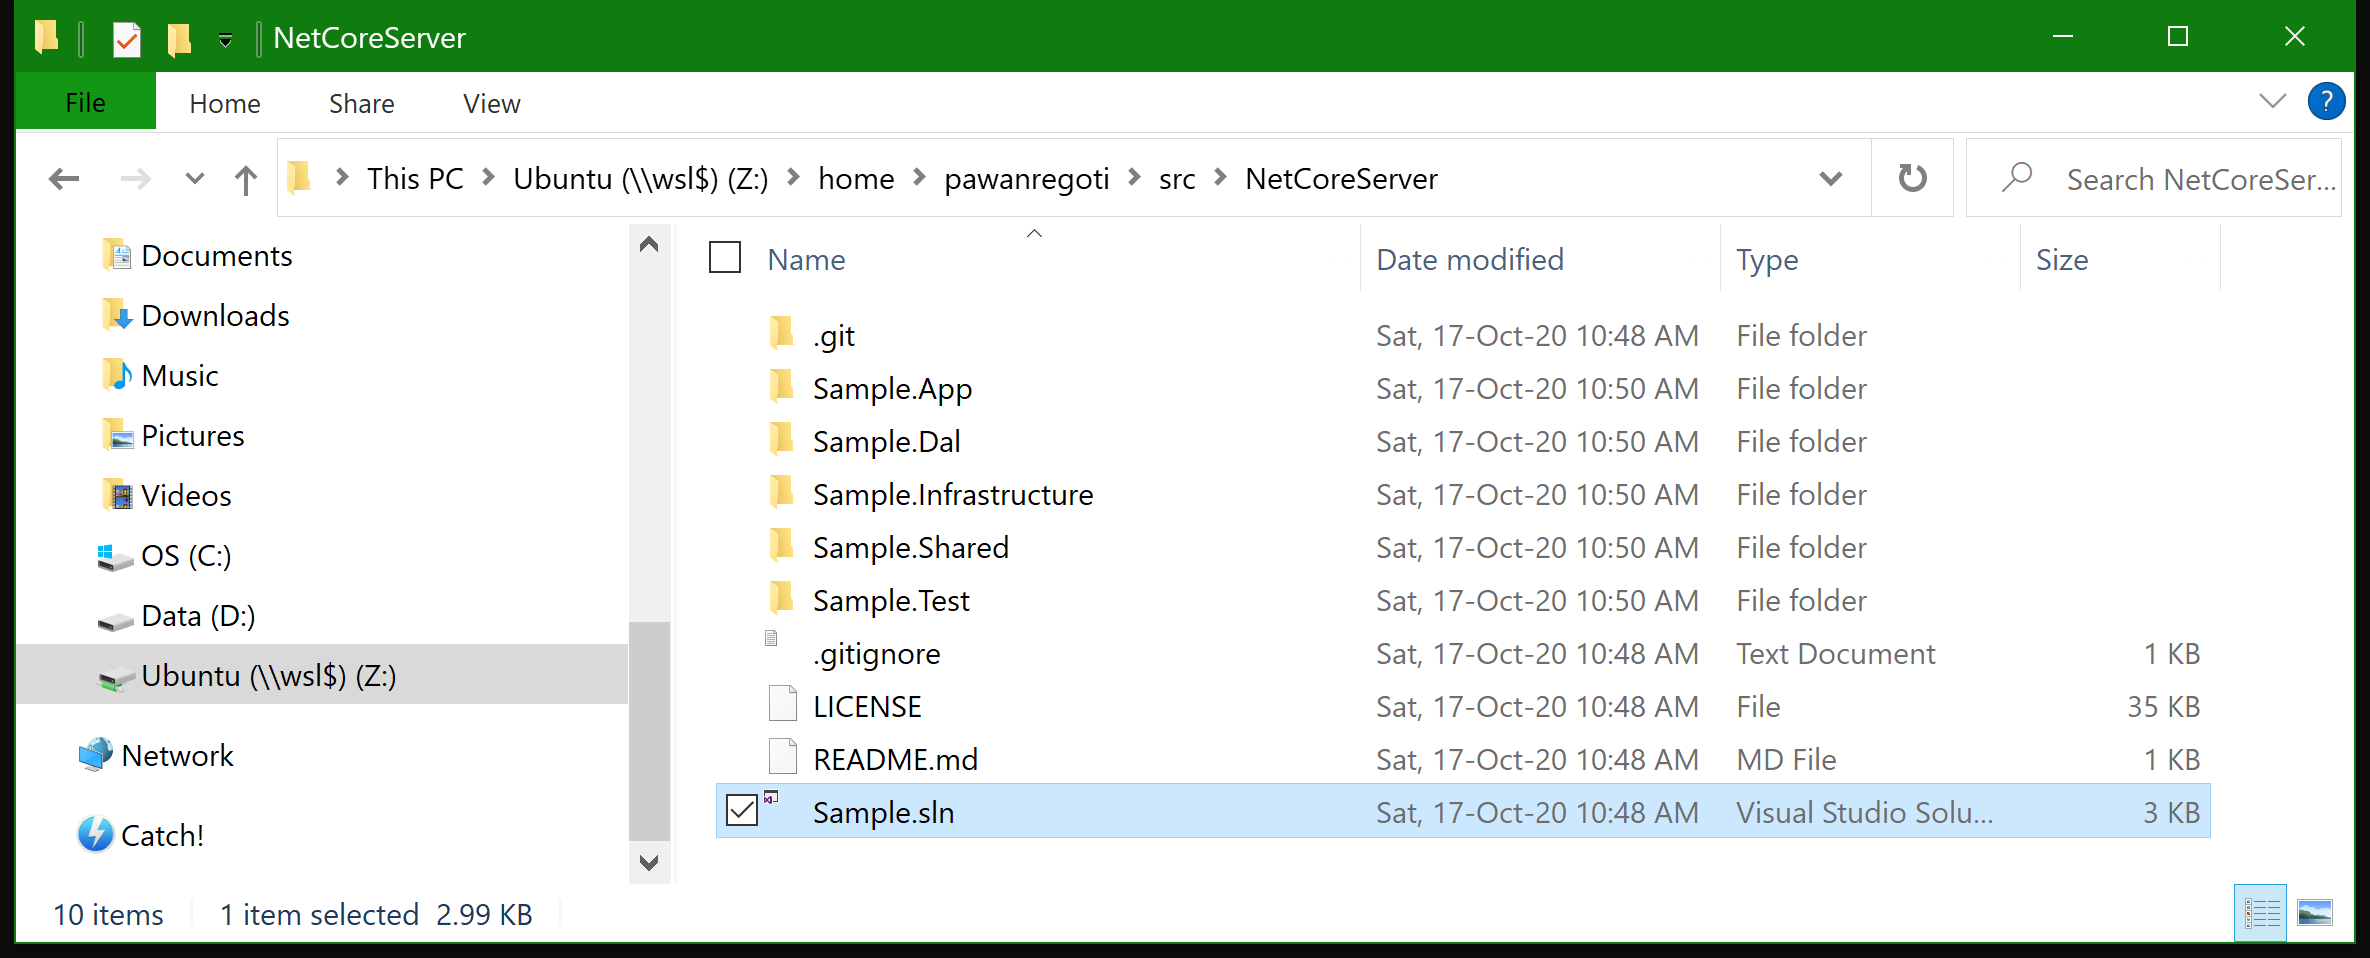 NetCoreServer
File Home Share View
?
This PC Ubuntu (\\wsl$) (Z:) home pawanregoti src NetCoreServer Search NetCoreSer...
Documents
Downloads
Music
Pictures
Videos
OS (C:)
Data (D:)
Ubuntu (\\wsl$) (Z:)
Network
Catch!
Name Date modified Type Size
.git Sat, 17-Oct-20 10:48 AM File folder
Sample.App Sat, 17-Oct-20 10:50 AM File folder
Sample.Dal Sat, 17-Oct-20 10:50 AM File folder
Sample.Infrastructure Sat, 17-Oct-20 10:50 AM File folder
Sample.Shared Sat, 17-Oct-20 10:50 AM File folder
Sample.Test Sat, 17-Oct-20 10:50 AM File folder
.gitignore Sat, 17-Oct-20 10:48 AM Text Document 1 KB
LICENSE Sat, 17-Oct-20 10:48 AM File 35 KB
README.md Sat, 17-Oct-20 10:48 AM MD File 1 KB
Sample.sln Sat, 17-Oct-20 10:48 AM Visual Studio Solu... 3 KB
10 items 1 item selected 2.99 KB